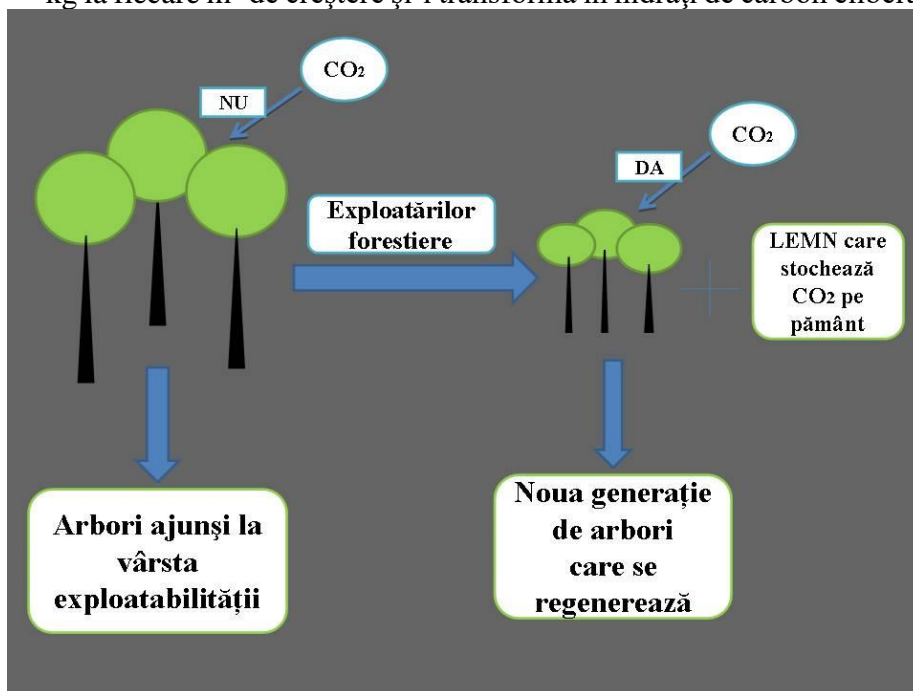 CO₂
NU
CO₂
DA
Exploatărilor
forestiere
LEMN care
stochează
CO₂ pe
pământ
Arbori ajunşi la
vârsta
exploatabilităţii
Noua generaţie
de arbori
care se
regenerează